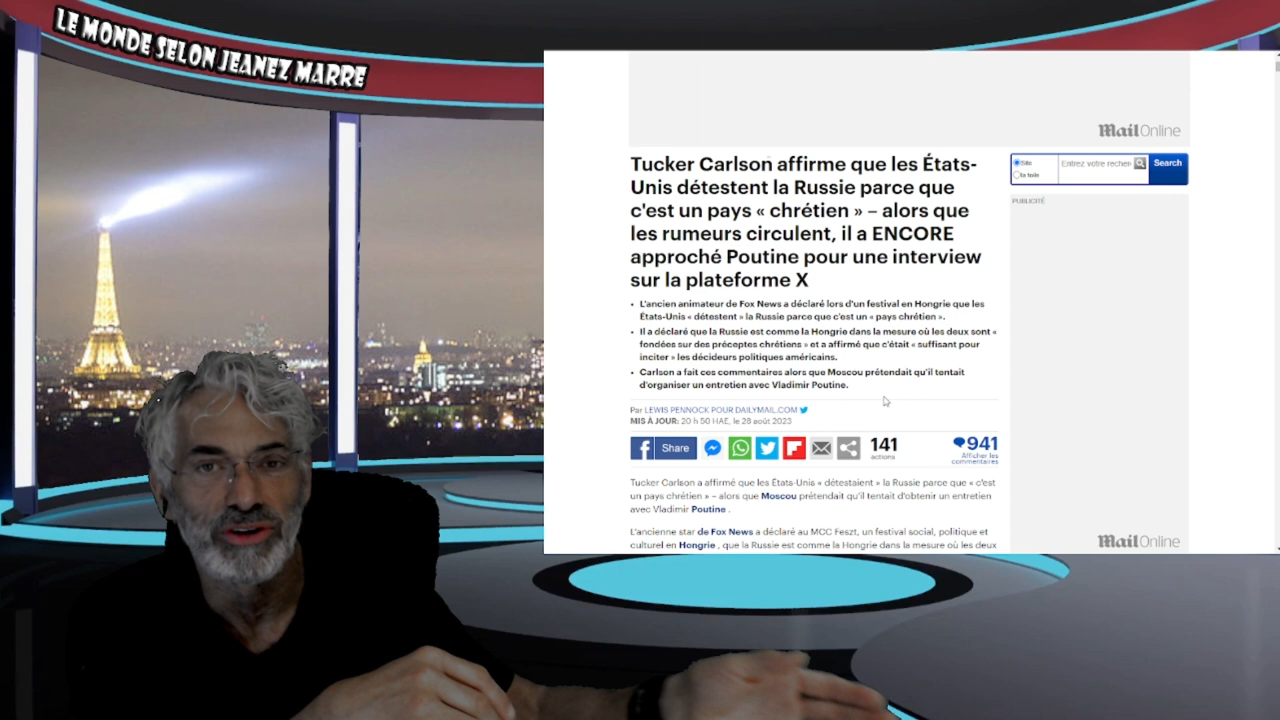 LE MONDE SELON JEANEZ MARRE
MailOnline
Tucker Carlson affirme que les États-
Unis détestent la Russie parce que
c'est un pays « chrétien » – alors que
les rumeurs circulent, il a ENCORE
approché Poutine pour une interview
sur la plateforme X
Site
la toile
Entrez votre recher
Search
PUBLICITÉ
• L'ancien animateur de Fox News a déclaré lors d'un festival en Hongrie que les
États-Unis « détestent » la Russie parce que c'est un « pays chrétien ».
• Il a déclaré que la Russie est comme la Hongrie dans la mesure où les deux sont «
fondées sur des préceptes chrétiens » et a affirmé que c'était « suffisant pour
inciter » les décideurs politiques américains.
• Carlson a fait ces commentaires alors que Moscou prétendait qu'il tentait
d'organiser un entretien avec Vladimir Poutine.
Par LEWIS PENNOCK POUR DAILYMAIL.COM
MIS À JOUR: 20 h 50 HAE, le 28 août 2023
Share
141
actions
941
Afficher les
commentaires
Tucker Carlson a affirmé que les États-Unis « détestaient » la Russie parce que « c'est
un pays chrétien » – alors que Moscou prétendait qu'il tentait d'obtenir un entretien
avec Vladimir Poutine .
L'ancienne star de Fox News a déclaré au MCC Feszt, un festival social, politique et
culturel en Hongrie , que la Russie est comme la Hongrie dans la mesure où les deux
MailOnline